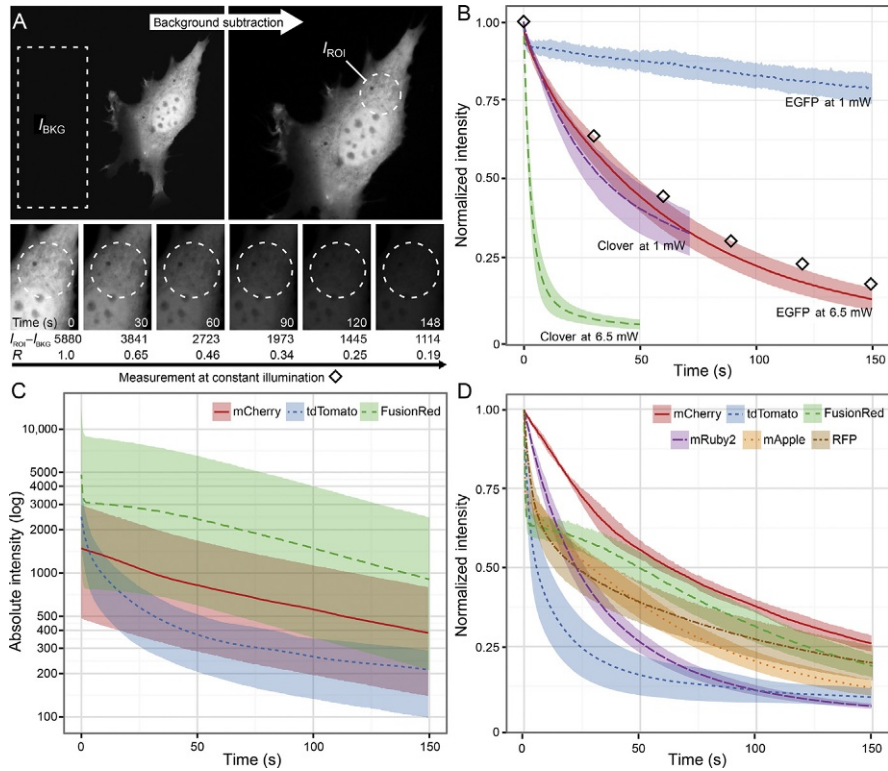 A
Background subtraction
I_BKG
I_ROI
Time (s) 0 30 60 90 120 148
I_ROI–I_BKG 5880 3841 2723 1973 1445 1114
R 1.0 0.65 0.46 0.34 0.25 0.19
Measurement at constant illumination ◇
B
Normalized intensity
1.00
0.75
0.50
0.25
0
EGFP at 1 mW
Clover at 1 mW
EGFP at 6.5 mW
Clover at 6.5 mW
0 50 100 150
Time (s)
C
mCherry tdTomato FusionRed
Absolute intensity (log)
10,000
5000
4000
3000
2000
1000
500
400
300
200
100
0 50 100 150
Time (s)
D
mCherry tdTomato FusionRed
mRuby2 mApple RFP
Normalized intensity
1.00
0.75
0.50
0.25
0
0 50 100 150
Time (s)